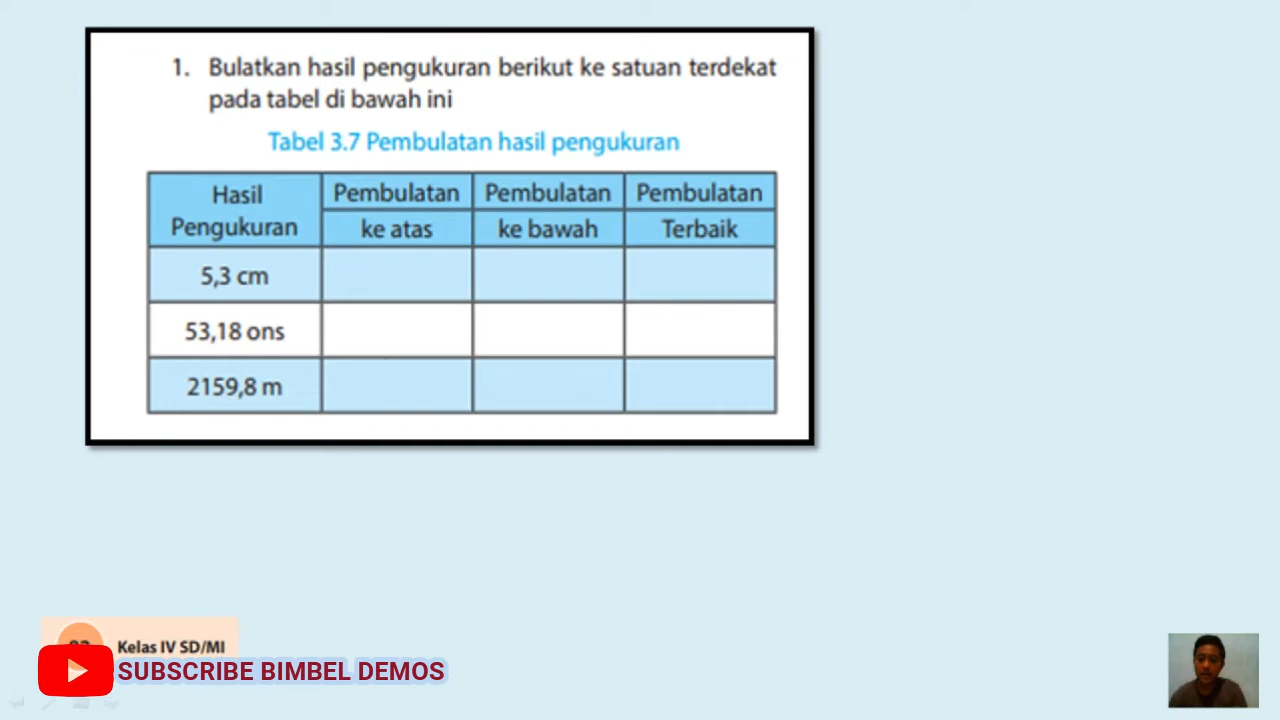 1. Bulatkan hasil pengukuran berikut ke satuan terdekat
pada tabel di bawah ini
Tabel 3.7 Pembulatan hasil pengukuran
Hasil Pengukuran
Pembulatan ke atas
Pembulatan ke bawah
Pembulatan Terbaik
5,3 cm
53,18 ons
2159,8 m
Kelas IV SD/MI
SUBSCRIBE BIMBEL DEMOS